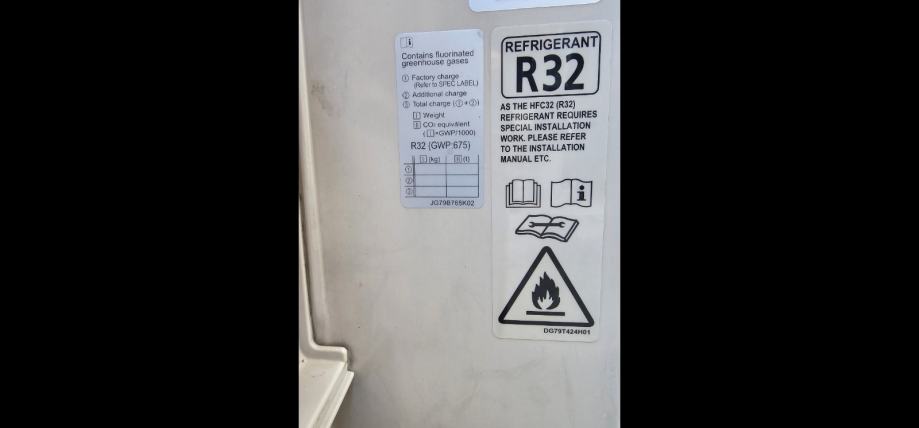 Contains fluorinated
greenhouse gases
① Factory charge
(Refer to SPEC LABEL)
② Additional charge
③ Total charge (①+②)
Ⅰ Weight
Ⅱ CO₂ equivalent
(Ⅰ×GWP/1000)
R32 (GWP:675)
Ⅰ (kg) Ⅱ (t)
①
②
③
JG79B765K02
REFRIGERANT
R32
AS THE HFC32 (R32)
REFRIGERANT REQUIRES
SPECIAL INSTALLATION
WORK. PLEASE REFER
TO THE INSTALLATION
MANUAL ETC.
DG79T424H01